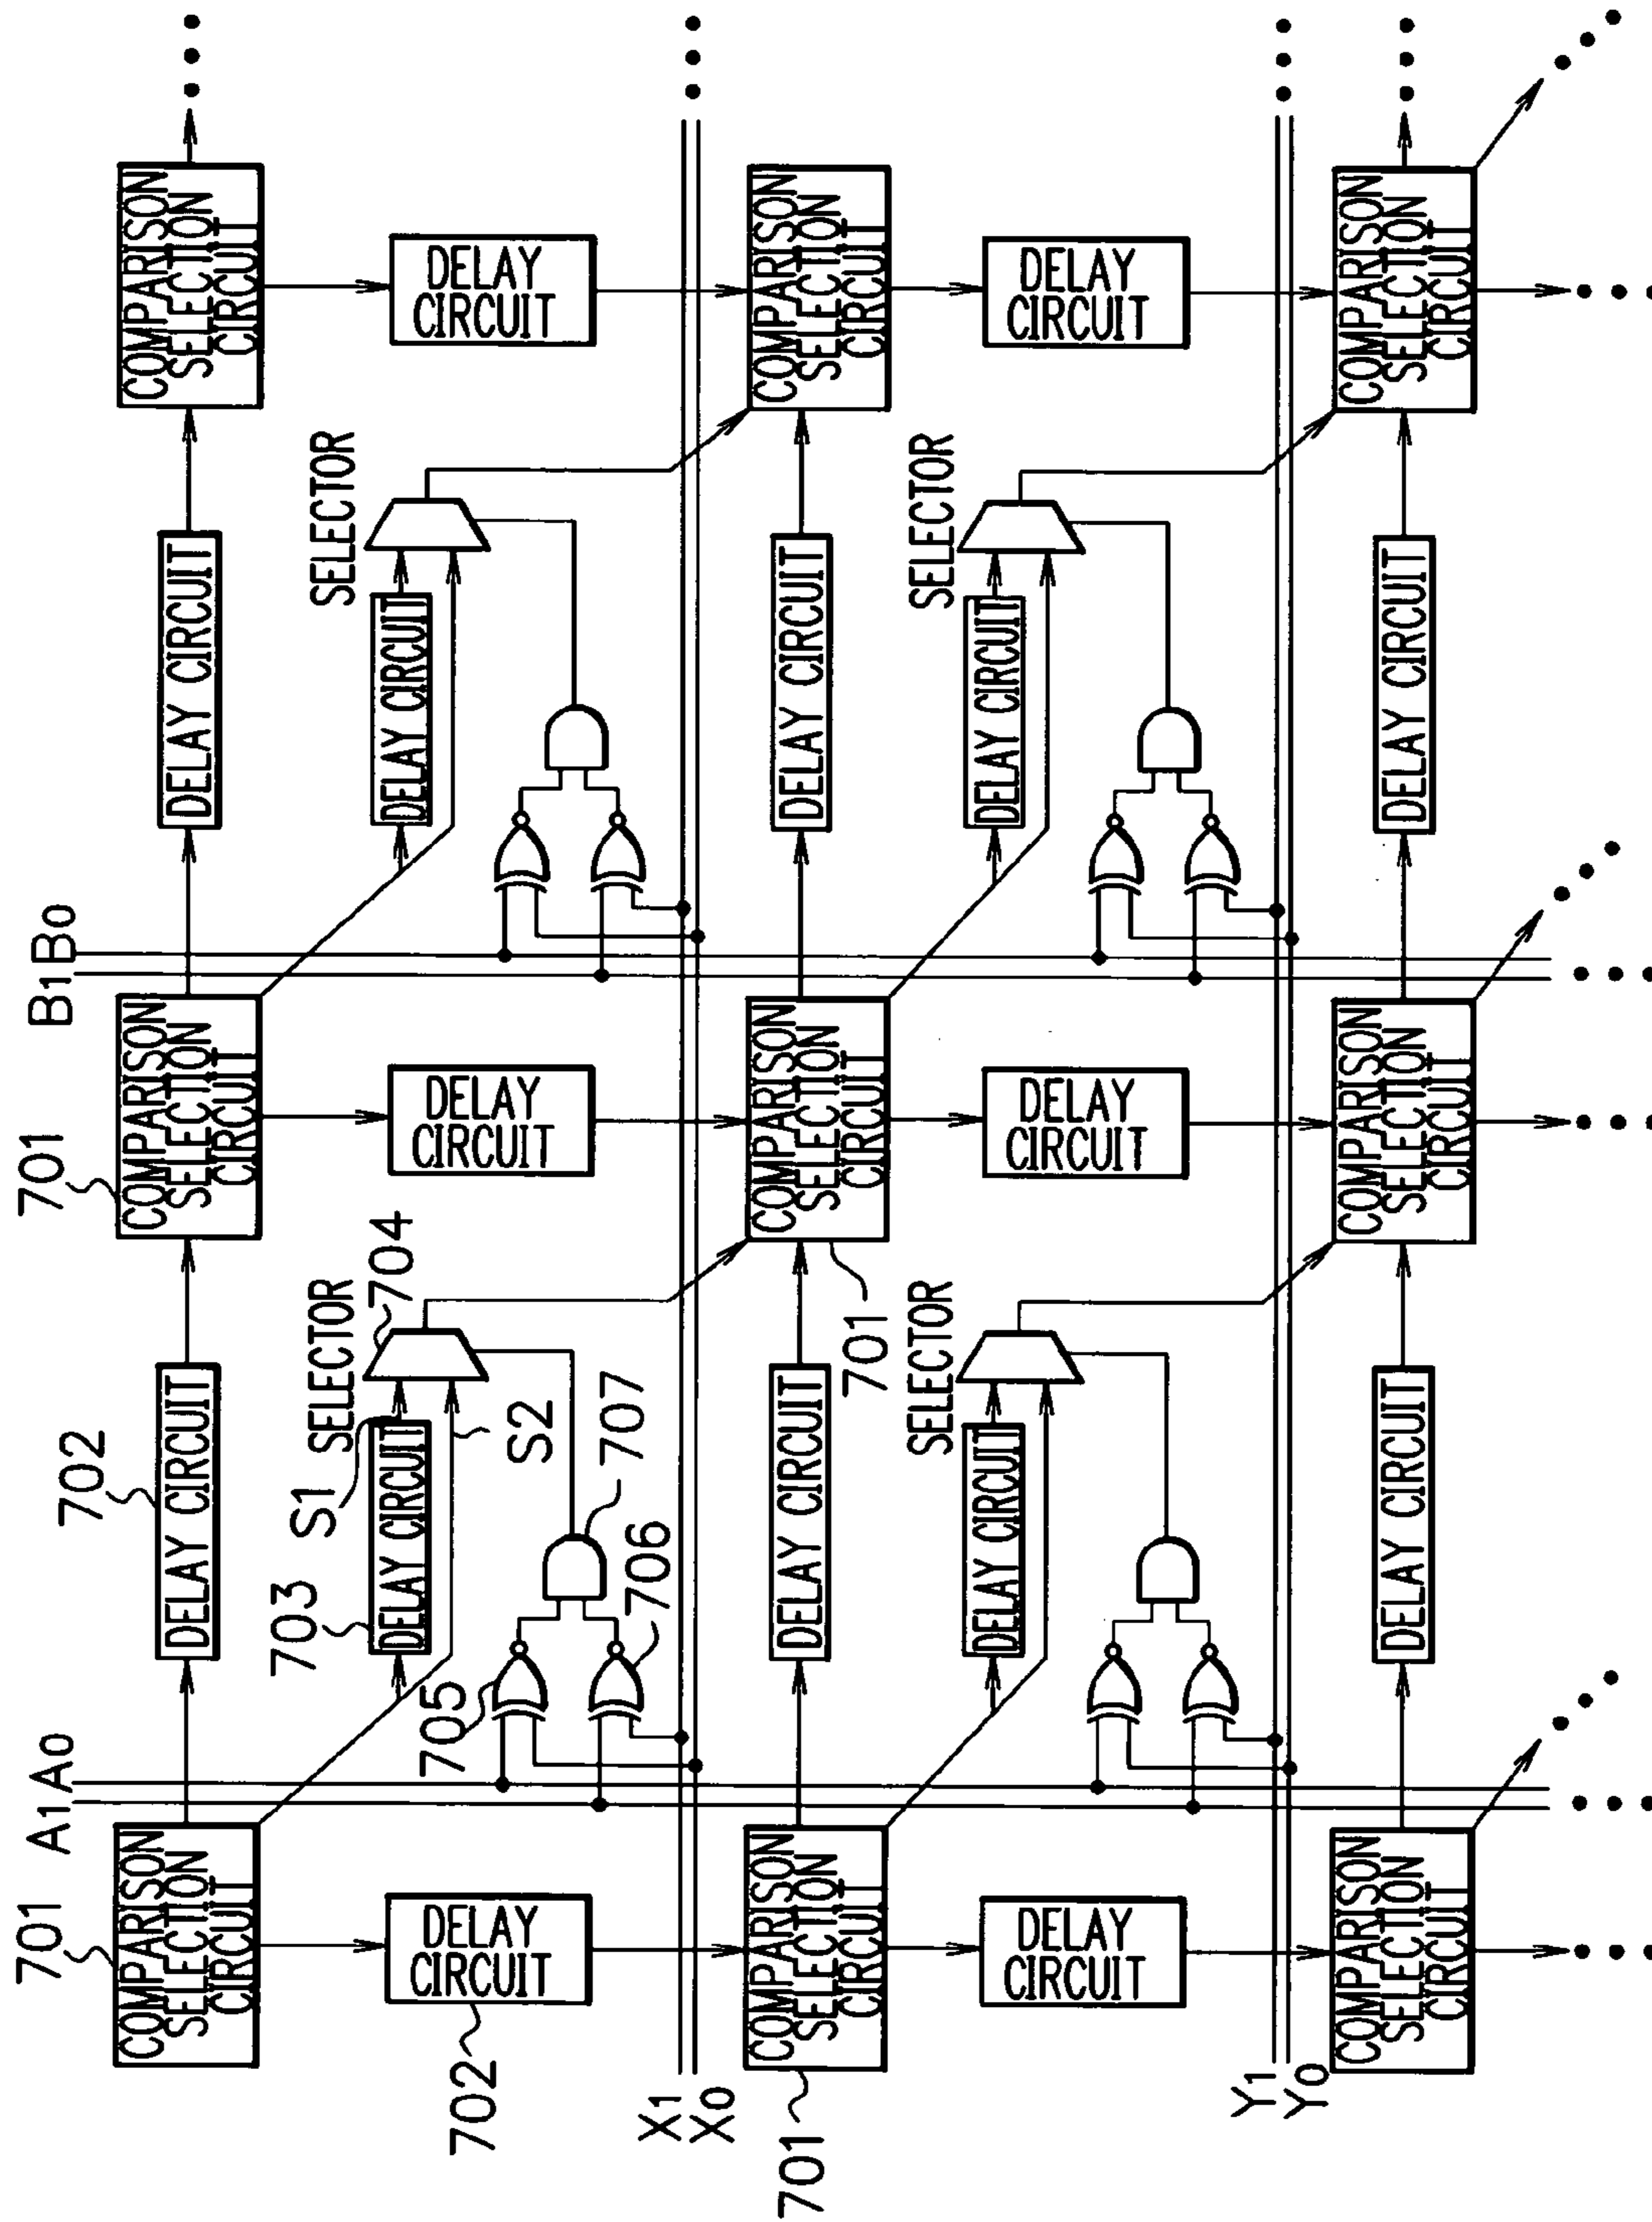 701
A1 A0
701
B1 B0
702
COMPARISON
SELECTION
CIRCUIT
DELAY CIRCUIT
COMPARISON
SELECTION
CIRCUIT
DELAY CIRCUIT
COMPARISON
SELECTION
CIRCUIT
703
S1
SELECTOR
704
SELECTOR
DELAY CIRCUIT
DELAY CIRCUIT
702
DELAY
CIRCUIT
705
S2
DELAY
CIRCUIT
DELAY
CIRCUIT
706
707
X1
X0
701
COMPARISON
SELECTION
CIRCUIT
DELAY CIRCUIT
701
COMPARISON
SELECTION
CIRCUIT
DELAY CIRCUIT
COMPARISON
SELECTION
CIRCUIT
SELECTOR
SELECTOR
DELAY CIRCUIT
DELAY CIRCUIT
DELAY
CIRCUIT
DELAY
CIRCUIT
DELAY
CIRCUIT
Y1
Y0
COMPARISON
SELECTION
CIRCUIT
DELAY CIRCUIT
COMPARISON
SELECTION
CIRCUIT
DELAY CIRCUIT
COMPARISON
SELECTION
CIRCUIT